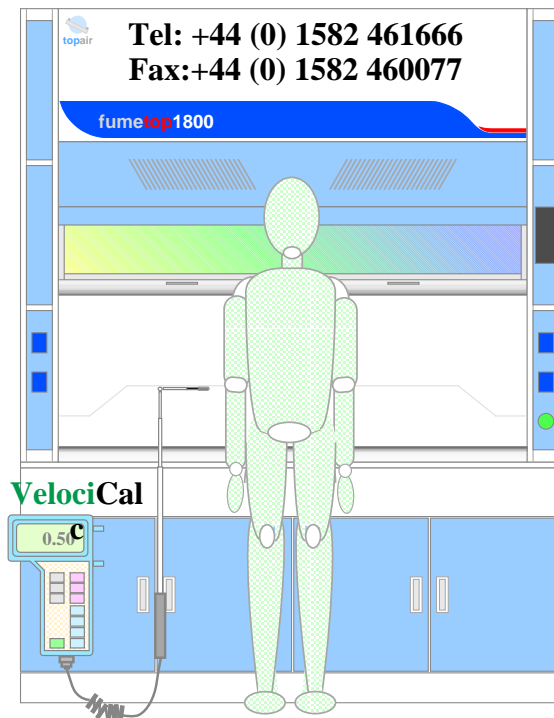 topair
Tel: +44 (0) 1582 461666
Fax:+44 (0) 1582 460077
fumetop1800
VelociCal
c
0.50